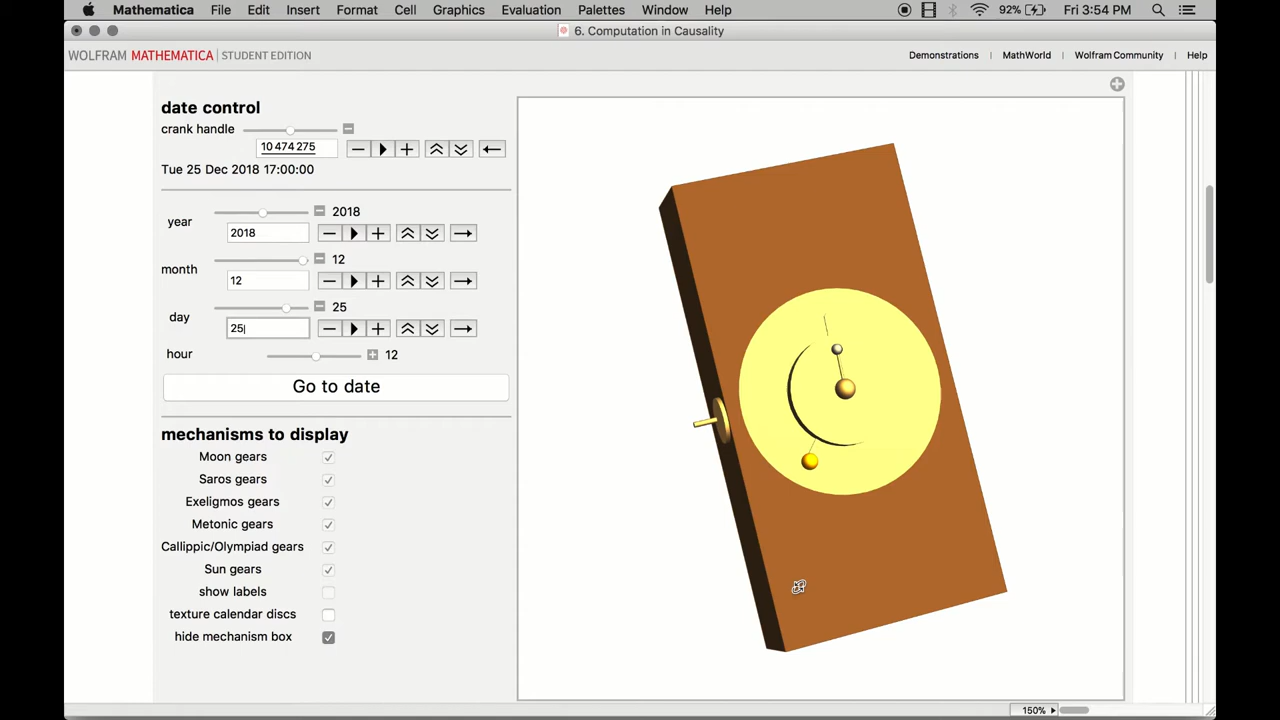 Mathematica File Edit Insert Format Cell Graphics Evaluation Palettes Window Help 92% Fri 3:54 PM
6. Computation in Causality
WOLFRAM MATHEMATICA | STUDENT EDITION Demonstrations | MathWorld | Wolfram Community | Help
date control
crank handle
10 474 275
Tue 25 Dec 2018 17:00:00
year 2018
2018
month 12
12
day 25
25
hour 12
Go to date
mechanisms to display
Moon gears
Saros gears
Exeligmos gears
Metonic gears
Callippic/Olympiad gears
Sun gears
show labels
texture calendar discs
hide mechanism box
150%